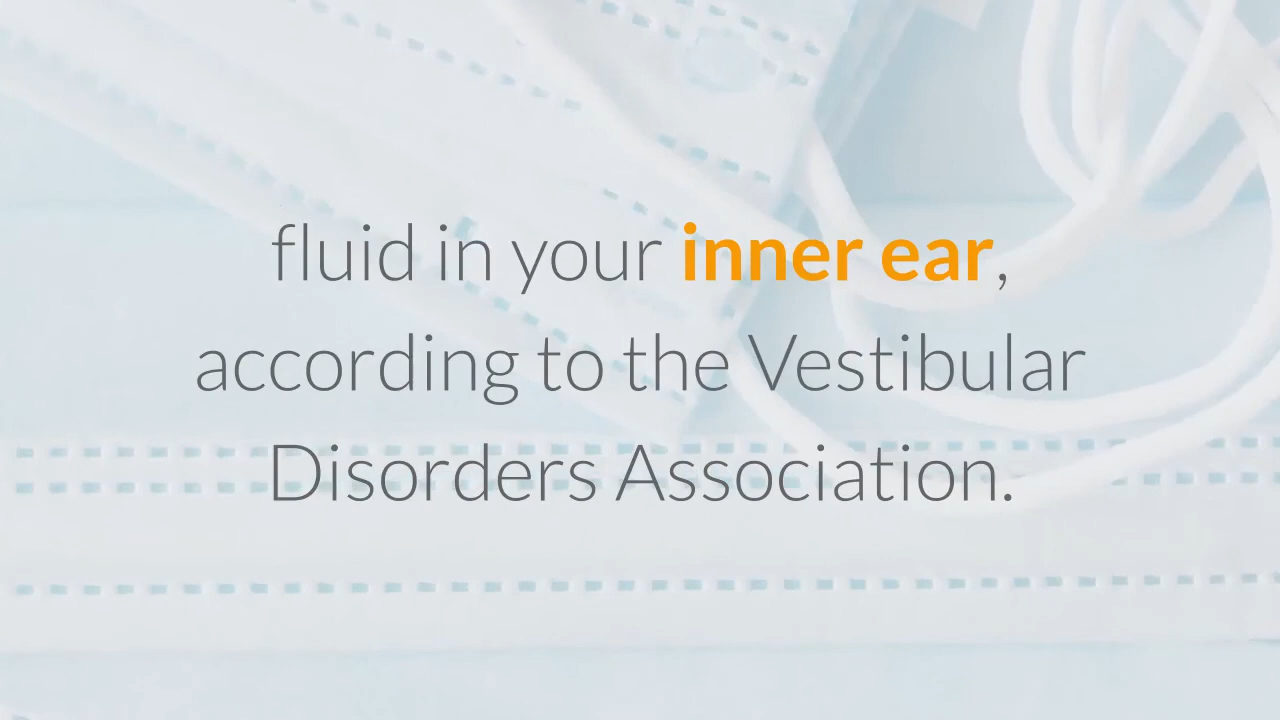 fluid in your inner ear,
according to the Vestibular
Disorders Association.